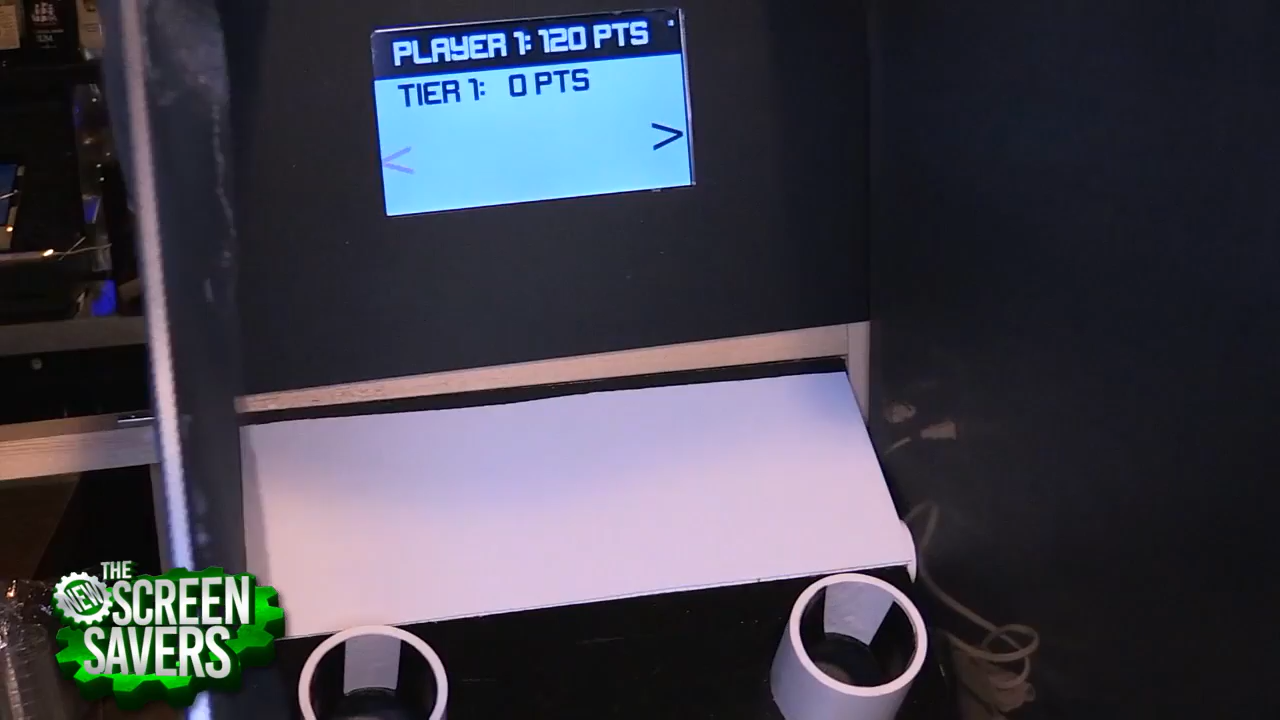 PLAYER 1: 120 PTS
TIER 1: 0 PTS
< >
THE
NEW SCREEN
SAVERS